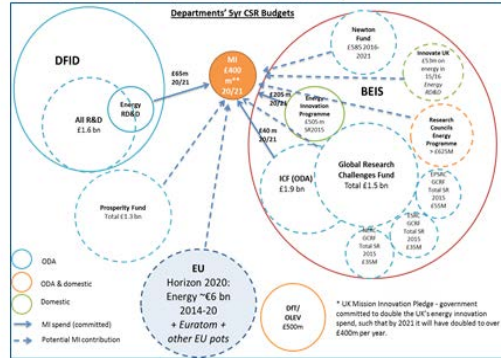 Departments' 5yr CSR Budgets
DFID
All R&D
£1.6 bn
Energy
RD&D
£65m
20/21
MI
£400
m**
20/21
Newton
Fund
£585 2016-
2021
Innovate UK
£53m on
energy in
15/16
Energy
RD&D
BEIS
£205 m
20/21
Energy
Innovation
Programme
£505 m
SR2015
Research
Councils
Energy
Programme
> £625M
£40 m
20/21
ICF (ODA)
£1.9 bn
Global Research
Challenges Fund
Total £1.5 bn
EPSRC
GCRF
Total SR
2015
£55M
ESRC
GCRF
Total SR
2015
£35M
GCRF
Total SR
2015
£35M
Prosperity Fund
Total £1.3 bn
EU
Horizon 2020:
Energy ~€6 bn
2014-20
+ Euratom +
other EU pots
DfT/
OLEV
£500m
* UK Mission Innovation Pledge - government
committed to double the UK's energy innovation
spend, such that by 2021 it will have doubled to over
£400m per year.
ODA
ODA & domestic
Domestic
MI spend (committed)
Potential MI contribution